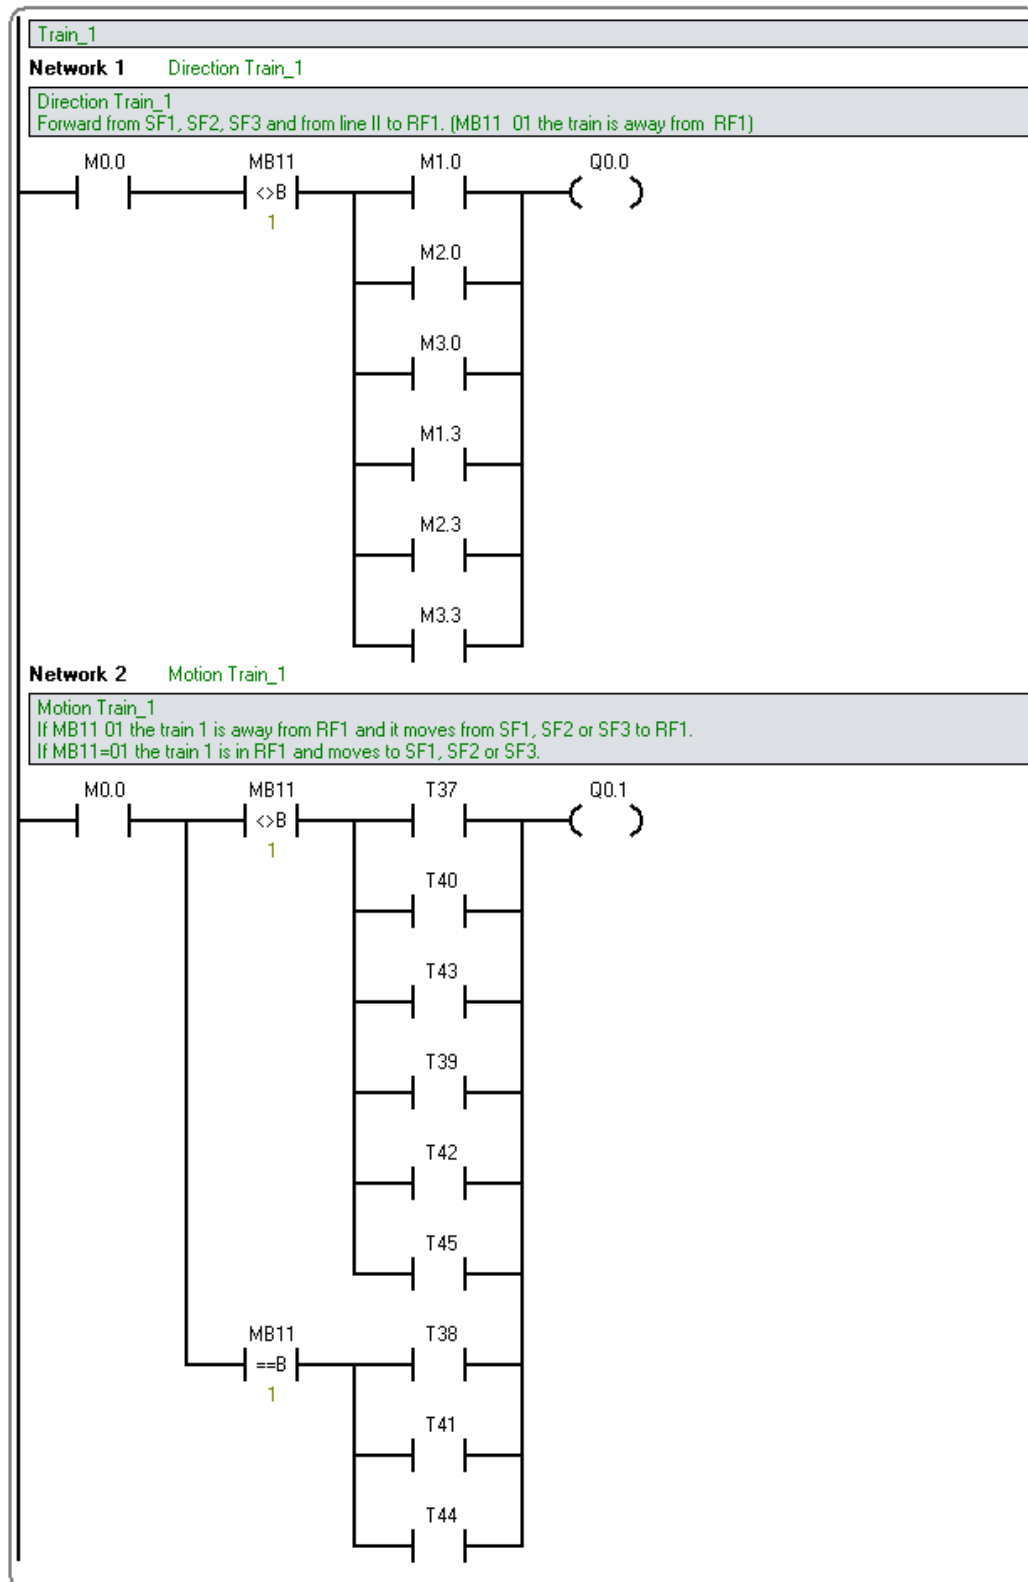 Train_1
Network 1 Direction Train_1
Direction Train_1
Forward from SF1, SF2, SF3 and from line II to RF1. (MB11 01 the train is away from RF1)
M0.0 MB11 M1.0 Q0.0
<>B
1
M2.0
M3.0
M1.3
M2.3
M3.3
Network 2 Motion Train_1
Motion Train_1
If MB11 01 the train 1 is away from RF1 and it moves from SF1, SF2 or SF3 to RF1.
If MB11=01 the train 1 is in RF1 and moves to SF1, SF2 or SF3.
M0.0 MB11 T37 Q0.1
<>B
1
T40
T43
T39
T42
T45
MB11 T38
==B
1
T41
T44